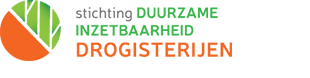 stichting DUURZAME
INZETBAARHEID
DROGISTERIJEN